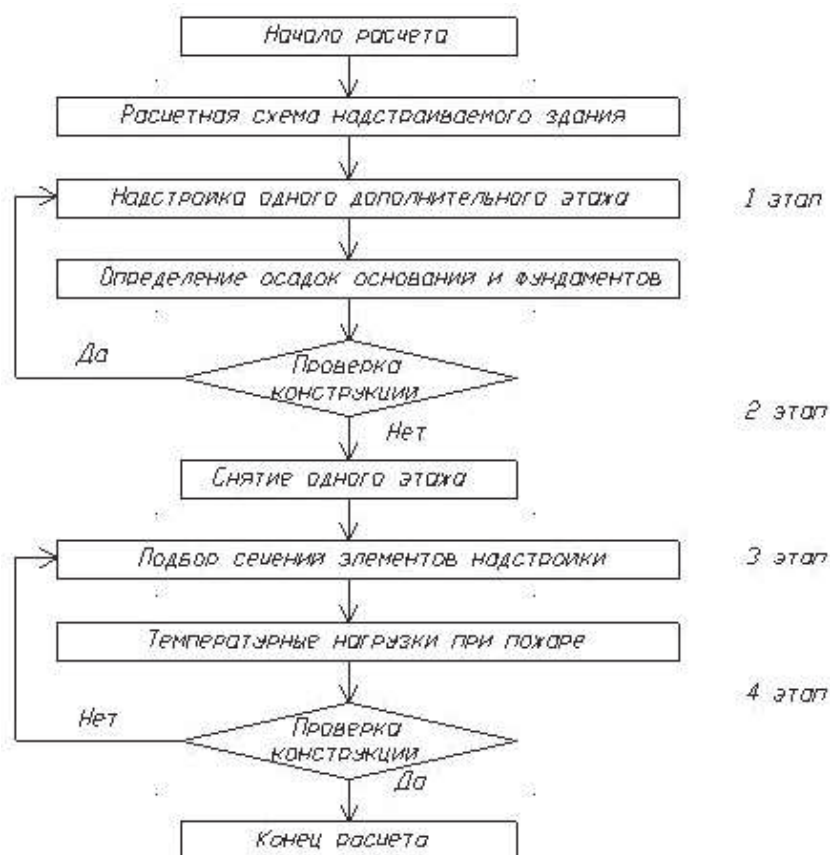 Начало расчета
Расчетная схема надстраиваемого здания
Надстройка одного дополнительного этажа
1 этап
Определение осадок оснований и фундаментов
Да
Проверка
конструкции
2 этап
Нет
Снятие одного этажа
Подбор сечений элементов надстройки
3 этап
Температурные нагрузки при пожаре
4 этап
Нет
Проверка
конструкции
Да
Конец расчета